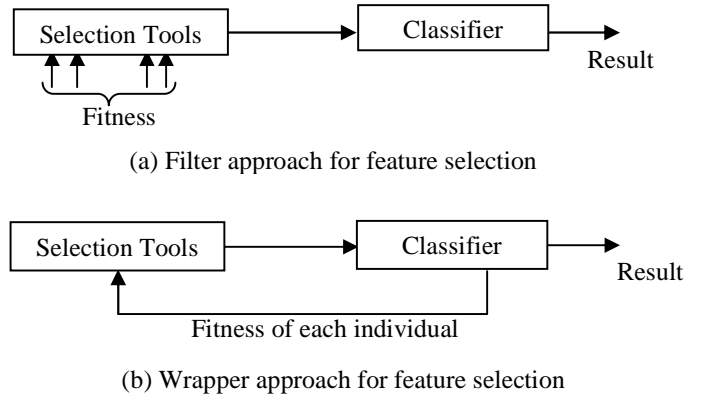 Selection Tools
Classifier
Result
Fitness
(a) Filter approach for feature selection
Selection Tools
Classifier
Result
Fitness of each individual
(b) Wrapper approach for feature selection